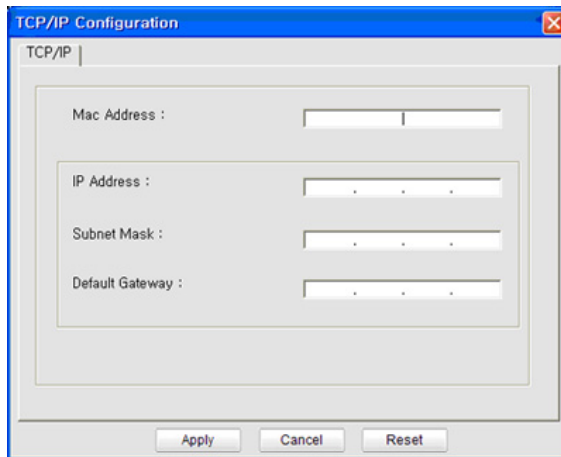 TCP/IP Configuration
TCP/IP
Mac Address :
IP Address :
. . .
Subnet Mask :
. . .
Default Gateway :
. . .
Apply Cancel Reset